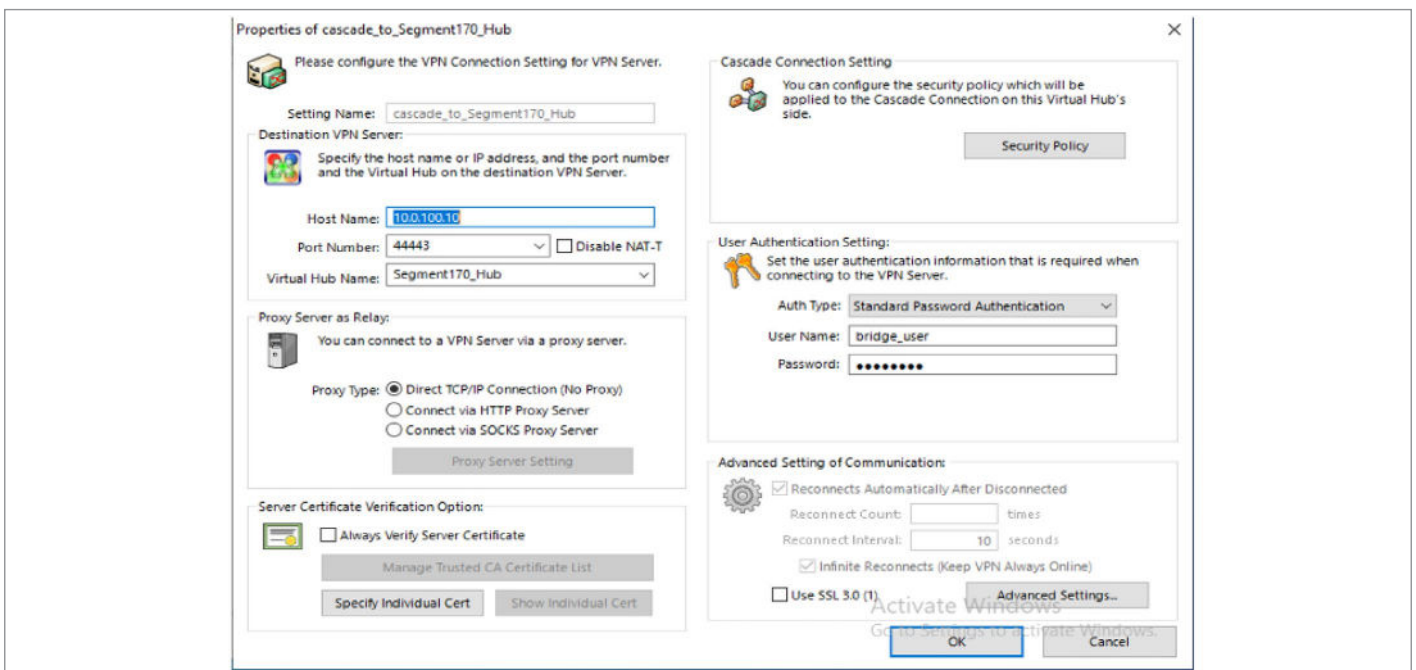 Properties of cascade_to_Segment170_Hub
Please configure the VPN Connection Setting for VPN Server.
Setting Name: cascade_to_Segment170_Hub
Destination VPN Server:
Specify the host name or IP address, and the port number
and the Virtual Hub on the destination VPN Server.
Host Name: 10.0.100.10
Port Number: 44443 Disable NAT-T
Virtual Hub Name: Segment170_Hub
Proxy Server as Relay:
You can connect to a VPN Server via a proxy server.
Proxy Type: Direct TCP/IP Connection (No Proxy)
Connect via HTTP Proxy Server
Connect via SOCKS Proxy Server
Proxy Server Setting
Server Certificate Verification Option:
Always Verify Server Certificate
Manage Trusted CA Certificate List
Specify Individual Cert Show Individual Cert
Cascade Connection Setting
You can configure the security policy which will be
applied to the Cascade Connection on this Virtual Hub's
side.
Security Policy
User Authentication Setting:
Set the user authentication information that is required when
connecting to the VPN Server.
Auth Type: Standard Password Authentication
User Name: bridge_user
Password: ●●●●●●●●
Advanced Setting of Communication:
Reconnects Automatically After Disconnected
Reconnect Count: times
Reconnect Interval: 10 seconds
Infinite Reconnects (Keep VPN Always Online)
Use SSL 3.0 (1) Advanced Settings...
Activate Windows
Go to Settings to activate Windows.
OK Cancel